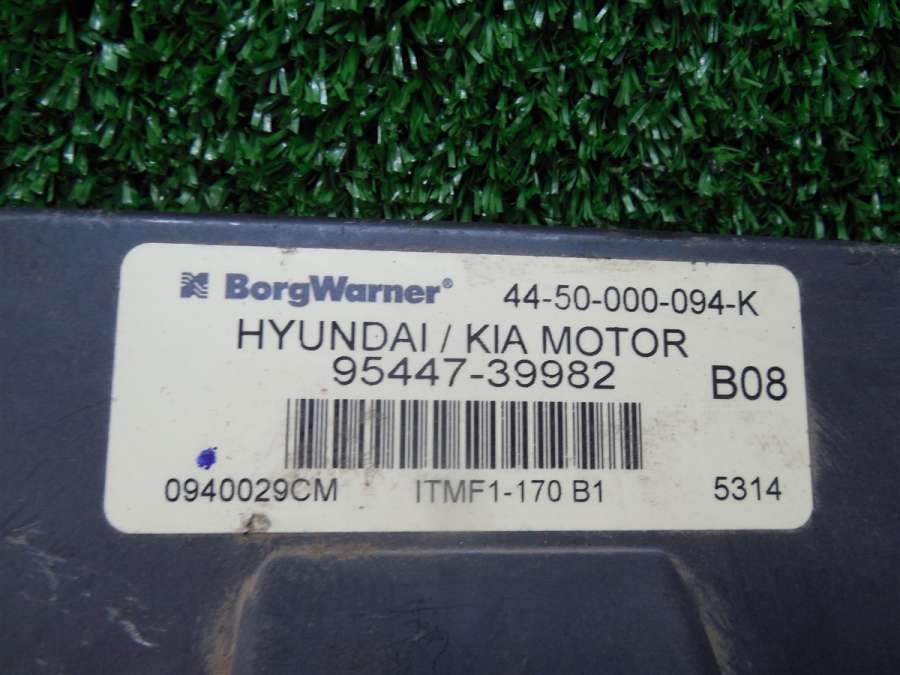 BorgWarner® 44-50-000-094-K
HYUNDAI / KIA MOTOR
95447-39982 B08
0940029CM ITMF1-170 B1 5314